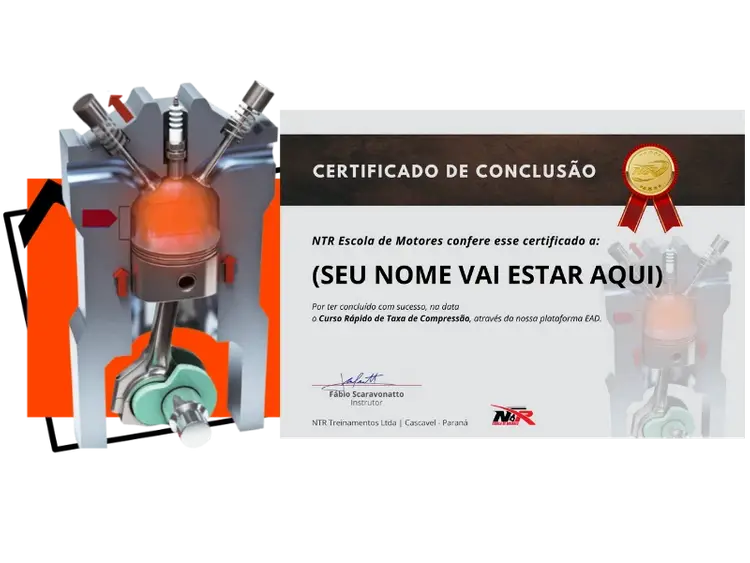 CERTIFICADO DE CONCLUSÃO
NTR
NTR Escola de Motores confere esse certificado a:
(SEU NOME VAI ESTAR AQUI)
Por ter concluído com sucesso, na data
o Curso Rápido de Taxa de Compressão, através da nossa plataforma EAD.
Fábio Scaravonatto
Instrutor
NTR Treinamentos Ltda | Cascavel - Paraná
NTR